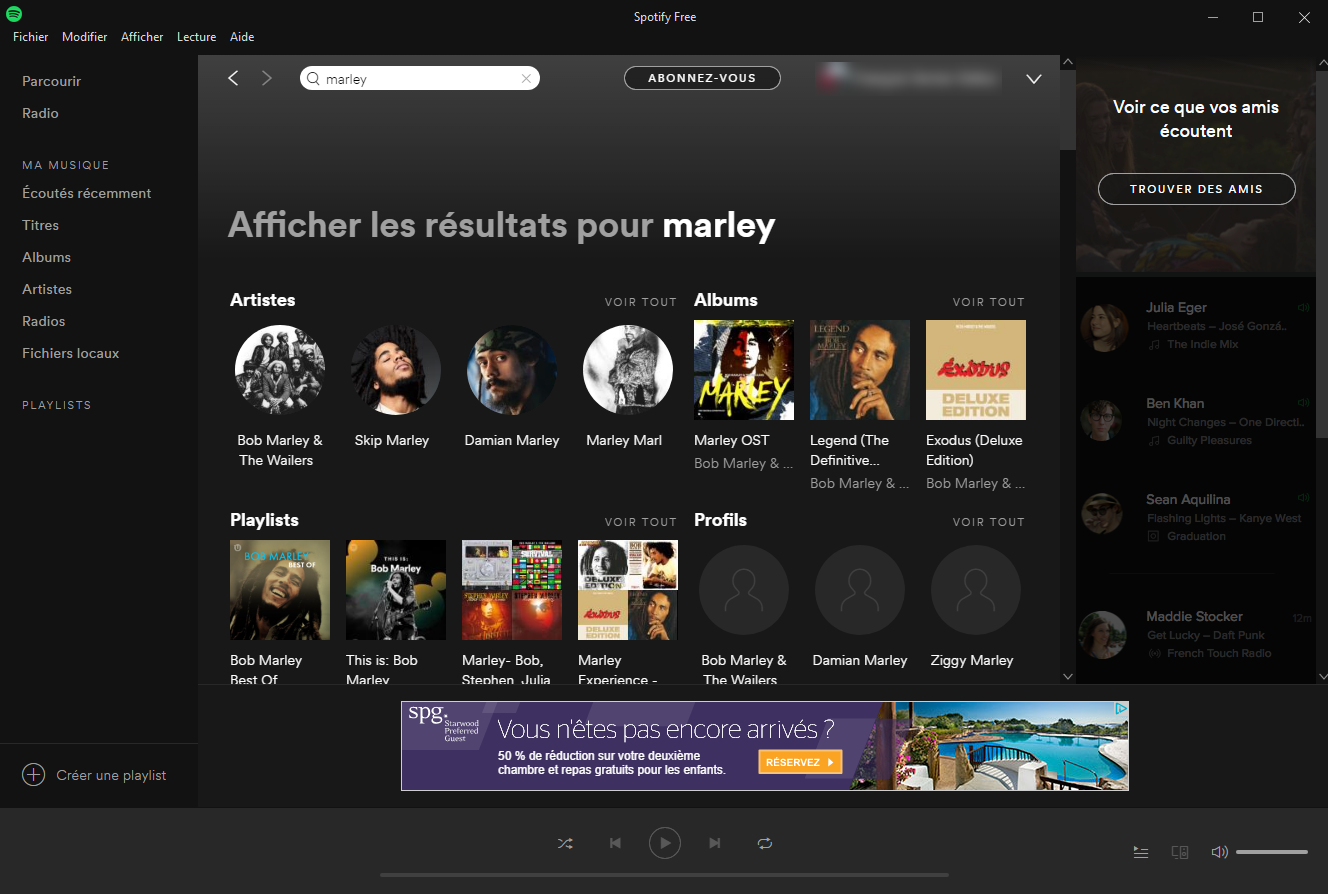 Spotify Free
Fichier Modifier Afficher Lecture Aide
Parcourir
Radio
MA MUSIQUE
Écoutés récemment
Titres
Albums
Artistes
Radios
Fichiers locaux
PLAYLISTS
Créer une playlist
marley
ABONNEZ-VOUS
Afficher les résultats pour marley
Artistes
VOIR TOUT
Bob Marley &
The Wailers
Skip Marley
Damian Marley
Marley Marl
Albums
VOIR TOUT
MARLEY
LEGEND
BOB MARLEY
EXODUS
DELUXE
EDITION
Marley OST
Bob Marley & ...
Legend (The
Definitive...
Bob Marley & ...
Exodus (Deluxe
Edition)
Bob Marley & ...
Playlists
VOIR TOUT
BOB MARLEY
BEST OF
THIS IS:
Bob Marley
SURVIVAL
STEPHEN MARLEY
STEPHEN MARLEY
DELUXE
EDITION
EXODUS
DELUXE
EDITION
Bob Marley
Best Of
This is: Bob
Marley
Marley- Bob,
Stephen, Julia
Marley
Experience -
Profils
VOIR TOUT
Bob Marley &
The Wailers
Damian Marley
Ziggy Marley
Voir ce que vos amis
écoutent
TROUVER DES AMIS
Julia Eger
Heartbeats – José Gonzá..
The Indie Mix
Ben Khan
Night Changes – One Directi..
Guilty Pleasures
Sean Aquilina
Flashing Lights – Kanye West
Graduation
Maddie Stocker
12m
Get Lucky – Daft Punk
French Touch Radio
spg.
Starwood
Preferred
Guest
Vous n'êtes pas encore arrivés ?
50 % de réduction sur votre deuxième
chambre et repas gratuits pour les enfants.
RÉSERVEZ